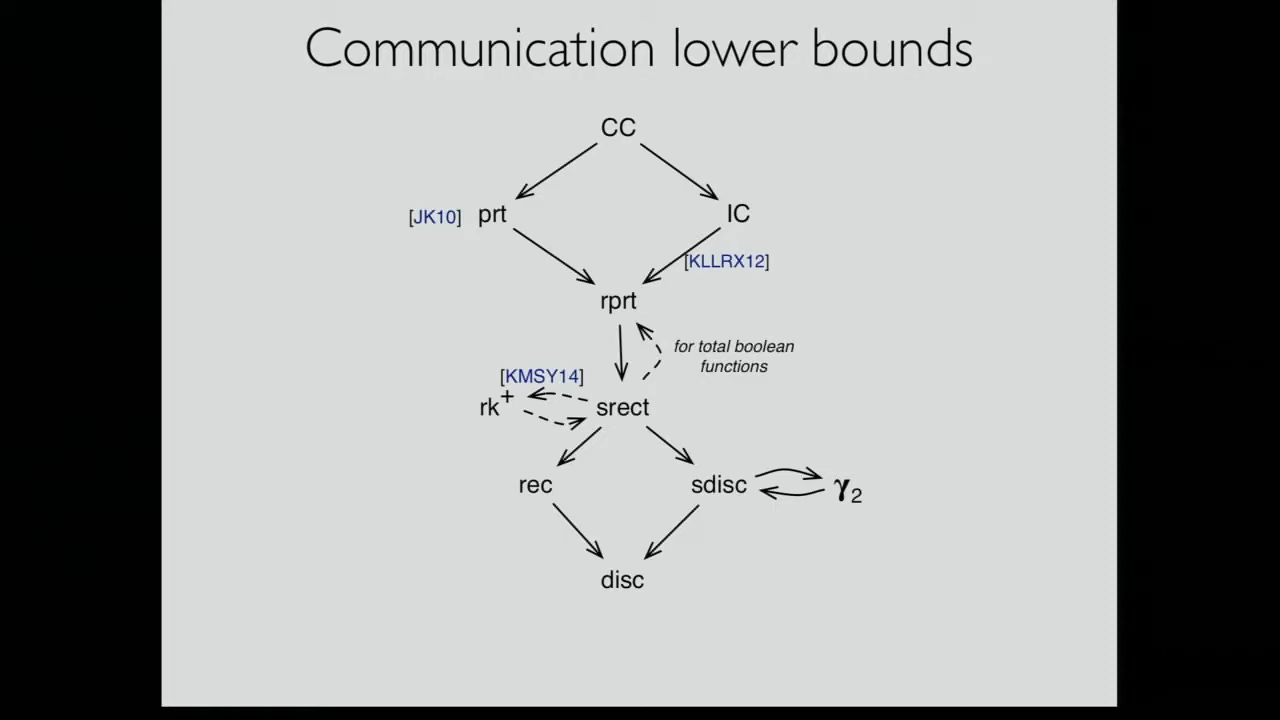 Communication lower bounds
CC
[JK10] prt
IC
[KLLRX12]
rprt
for total boolean
functions
[KMSY14]
rk+
srect
rec
sdisc
γ2
disc